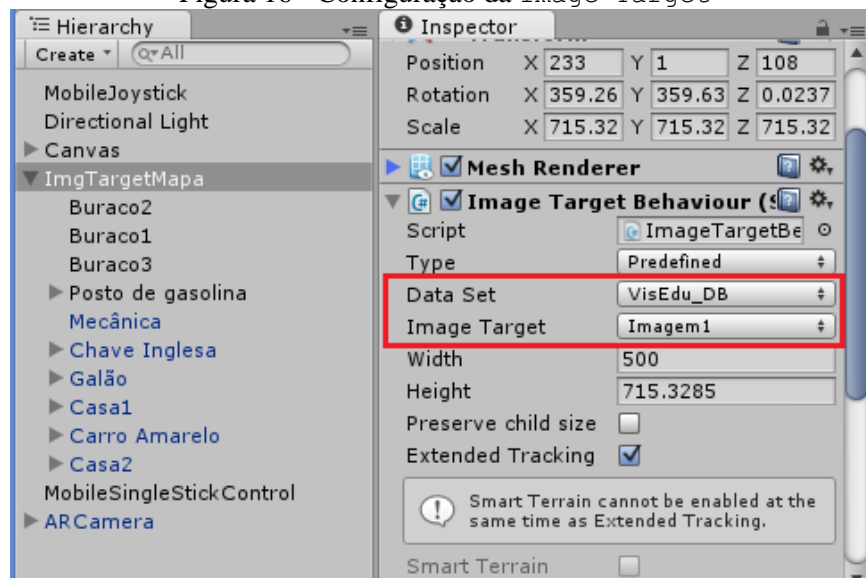 Hierarchy
Create
All
MobileJoystick
Directional Light
Canvas
ImgTargetMapa
Buraco2
Buraco1
Buraco3
Posto de gasolina
Mecânica
Chave Inglesa
Galão
Casa1
Carro Amarelo
Casa2
MobileSingleStickControl
ARCamera
Inspector
Position X 233 Y 1 Z 108
Rotation X 359.26 Y 359.63 Z 0.0237
Scale X 715.32 Y 715.32 Z 715.32
Mesh Renderer
Image Target Behaviour (S
Script ImageTargetBe
Type Predefined
Data Set VisEdu_DB
Image Target Imagem1
Width 500
Height 715.3285
Preserve child size
Extended Tracking
Smart Terrain cannot be enabled at the
same time as Extended Tracking.
Smart Terrain